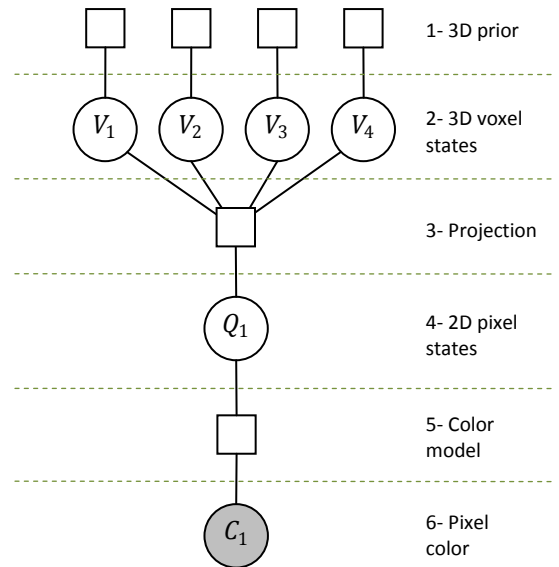 1- 3D prior
V₁ V₂ V₃ V₄
2- 3D voxel
states
3- Projection
Q₁
4- 2D pixel
states
5- Color
model
C₁
6- Pixel
color